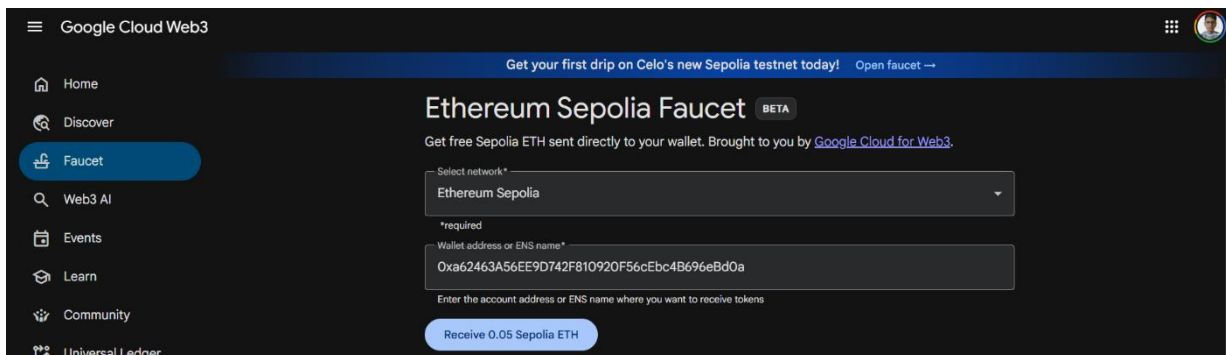 Google Cloud Web3
Get your first drip on Celo's new Sepolia testnet today! Open faucet →
Home
Discover
Faucet
Web3 AI
Events
Learn
Community
Universal Ledger
Ethereum Sepolia Faucet BETA
Get free Sepolia ETH sent directly to your wallet. Brought to you by Google Cloud for Web3.
Select network*
Ethereum Sepolia
*required
Wallet address or ENS name*
0xa62463A56EE9D742F810920F56cEbc4B696eBd0a
Enter the account address or ENS name where you want to receive tokens
Receive 0.05 Sepolia ETH